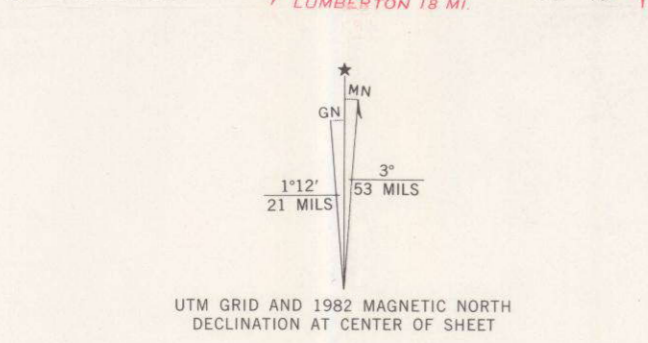 LUMBERTON 18 MI.
★
MN
GN
3°
53 MILS
1°12'
21 MILS
UTM GRID AND 1982 MAGNETIC NORTH
DECLINATION AT CENTER OF SHEET